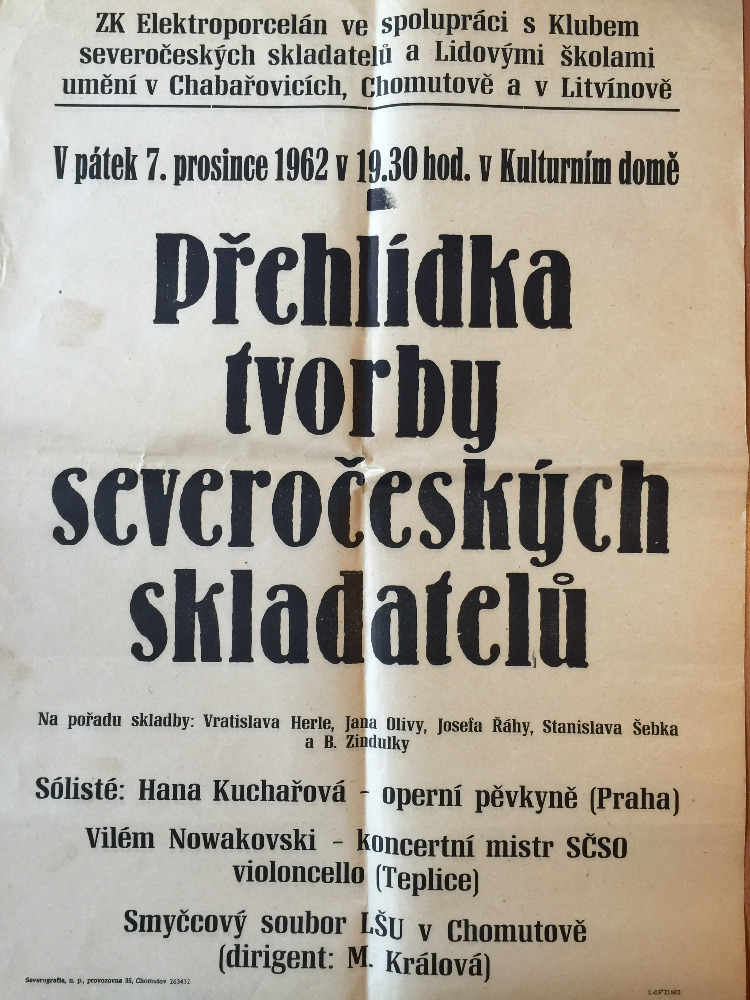 ZK Elektroporcelán ve spolupráci s Klubem
severočeských skladatelů a Lidovými školami
umění v Chabařovicích, Chomutově a v Litvínově
V pátek 7. prosince 1962 v 19.30 hod. v Kulturním domě
Přehlídka
tvorby
severočeských
skladatelů
Na pořadu skladby: Vratislava Herle, Jana Olivy, Josefa Řáhy, Stanislava Šebka
a B. Zindulky
Sólisté: Hana Kuchařová – operní pěvkyně (Praha)
Vilém Nowakovski – koncertní mistr SČSO
violoncello (Teplice)
Smyčcový soubor LŠU v Chomutově
(dirigent: M. Králová)
Severografie, n. p., provozovna 35, Chomutov 263432